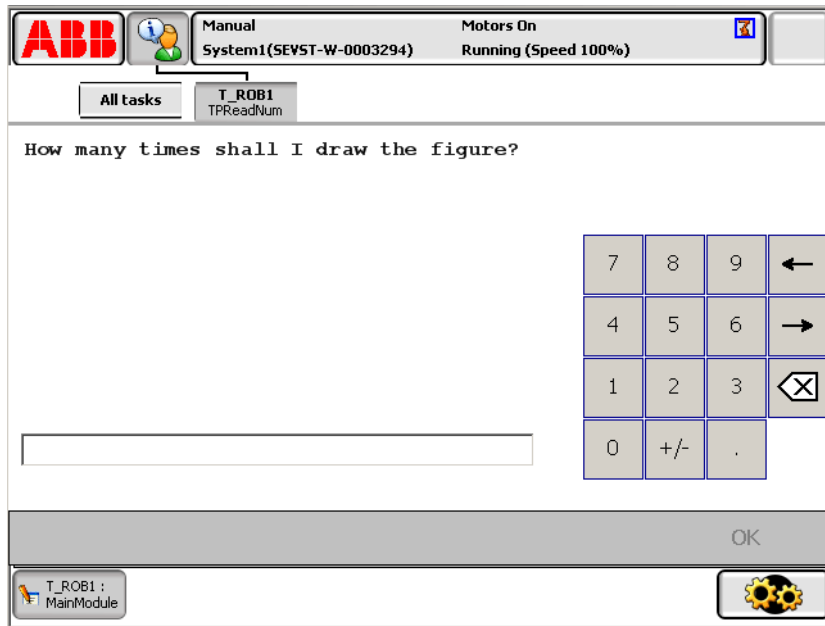 ABB
Manual
Motors On
System1(SEVST-W-0003294)
Running (Speed 100%)
All tasks
T_ROB1
TPReadNum
How many times shall I draw the figure?
7 8 9
4 5 6
1 2 3
0 +/- .
OK
T_ROB1 :
MainModule